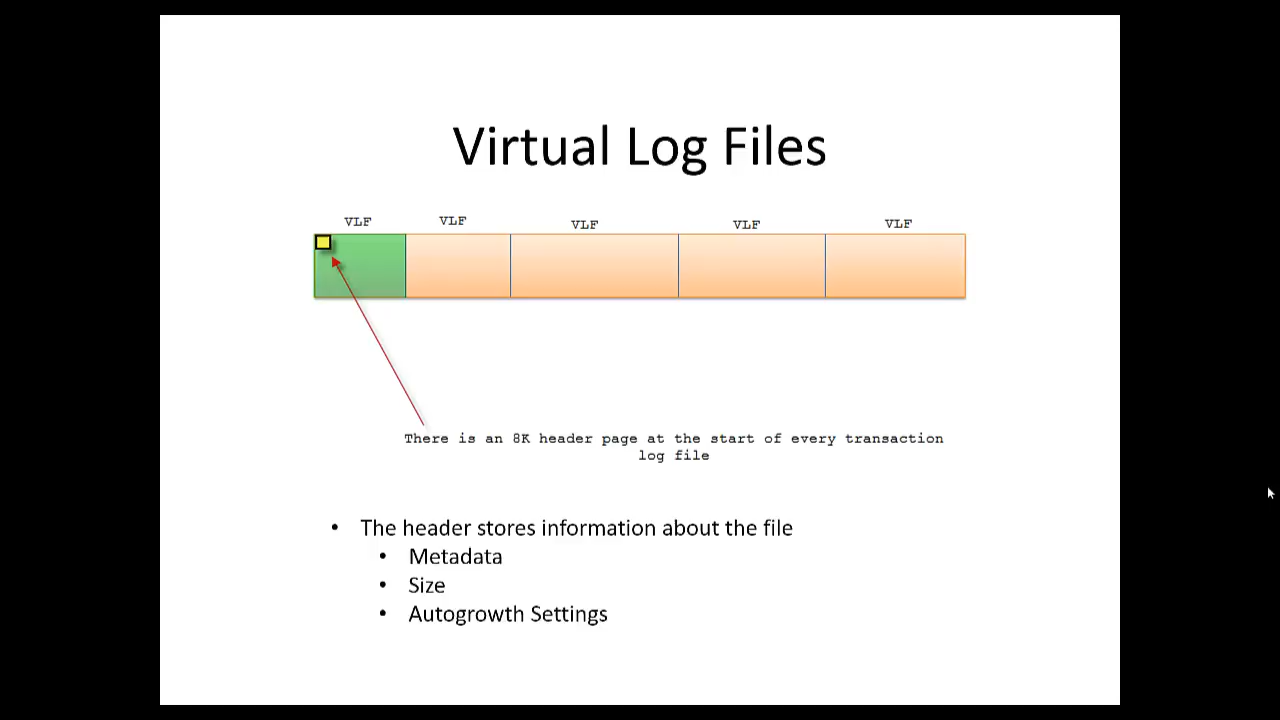 Virtual Log Files
VLF VLF VLF VLF VLF
There is an 8K header page at the start of every transaction
log file
• The header stores information about the file
• Metadata
• Size
• Autogrowth Settings